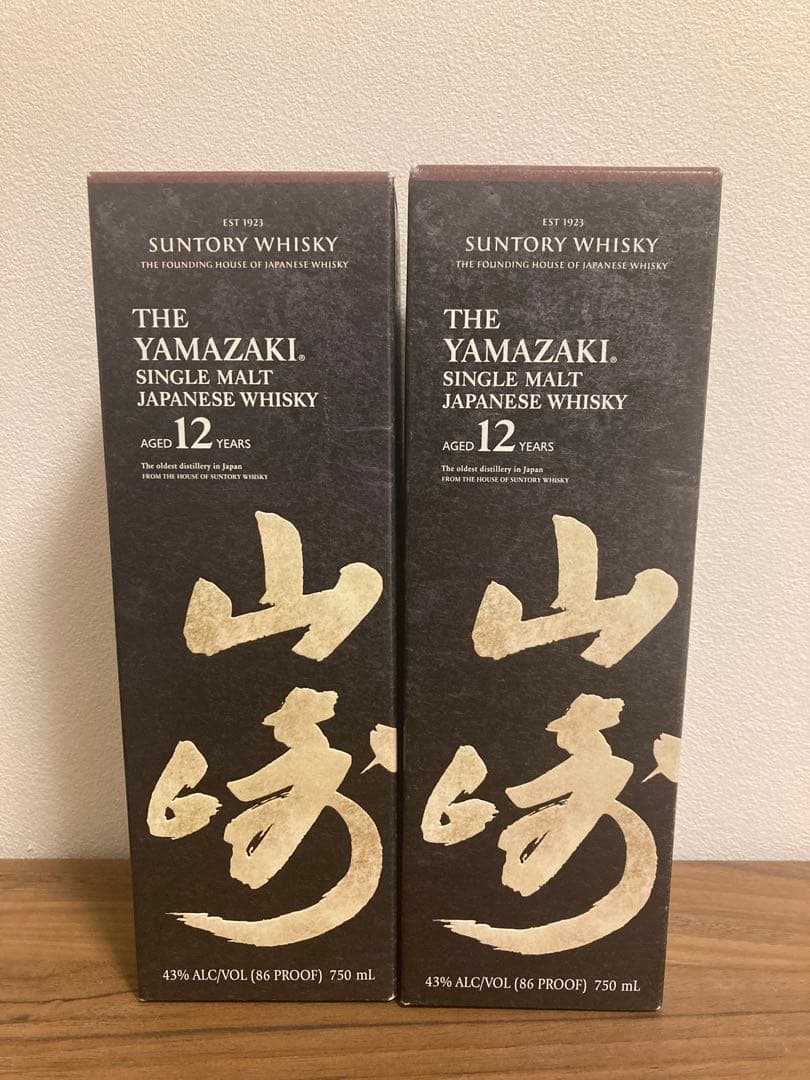 EST 1923
SUNTORY WHISKY
THE FOUNDING HOUSE OF JAPANESE WHISKY
THE
YAMAZAKI®
SINGLE MALT
JAPANESE WHISKY
AGED 12 YEARS
The oldest distillery in Japan
FROM THE HOUSE OF SUNTORY WHISKY
山
崎
43% ALC/VOL (86 PROOF) 750 mL
EST 1923
SUNTORY WHISKY
THE FOUNDING HOUSE OF JAPANESE WHISKY
THE
YAMAZAKI®
SINGLE MALT
JAPANESE WHISKY
AGED 12 YEARS
The oldest distillery in Japan
FROM THE HOUSE OF SUNTORY WHISKY
山
崎
43% ALC/VOL (86 PROOF) 750 mL